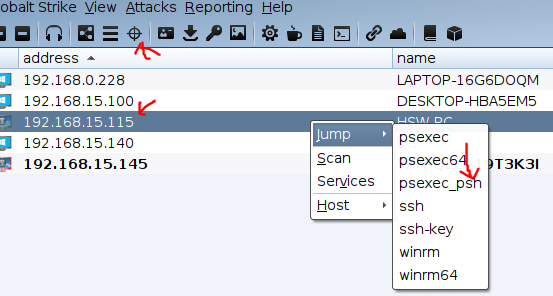 obalt Strike View Attacks Reporting Help
address name
192.168.0.228 LAPTOP-16G6DOQM
192.168.15.100 DESKTOP-HBA5EM5
192.168.15.115 HSW-PC
192.168.15.140
192.168.15.145 9T3K3I
Jump
Scan
Services
Host
psexec
psexec64
psexec_psh
ssh
ssh-key
winrm
winrm64